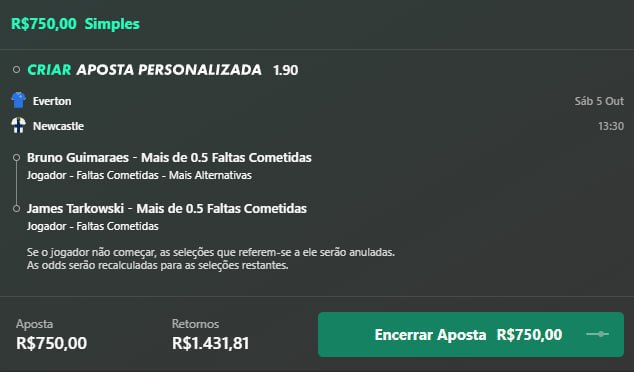 R$750,00 Simples
CRIAR APOSTA PERSONALIZADA 1.90
Everton Sáb 5 Out
Newcastle 13:30
Bruno Guimaraes - Mais de 0.5 Faltas Cometidas
Jogador - Faltas Cometidas - Mais Alternativas
James Tarkowski - Mais de 0.5 Faltas Cometidas
Jogador - Faltas Cometidas
Se o jogador não começar, as seleções que referem-se a ele serão anuladas.
As odds serão recalculadas para as seleções restantes.
Aposta Retornos
R$750,00 R$1.431,81 Encerrar Aposta R$750,00